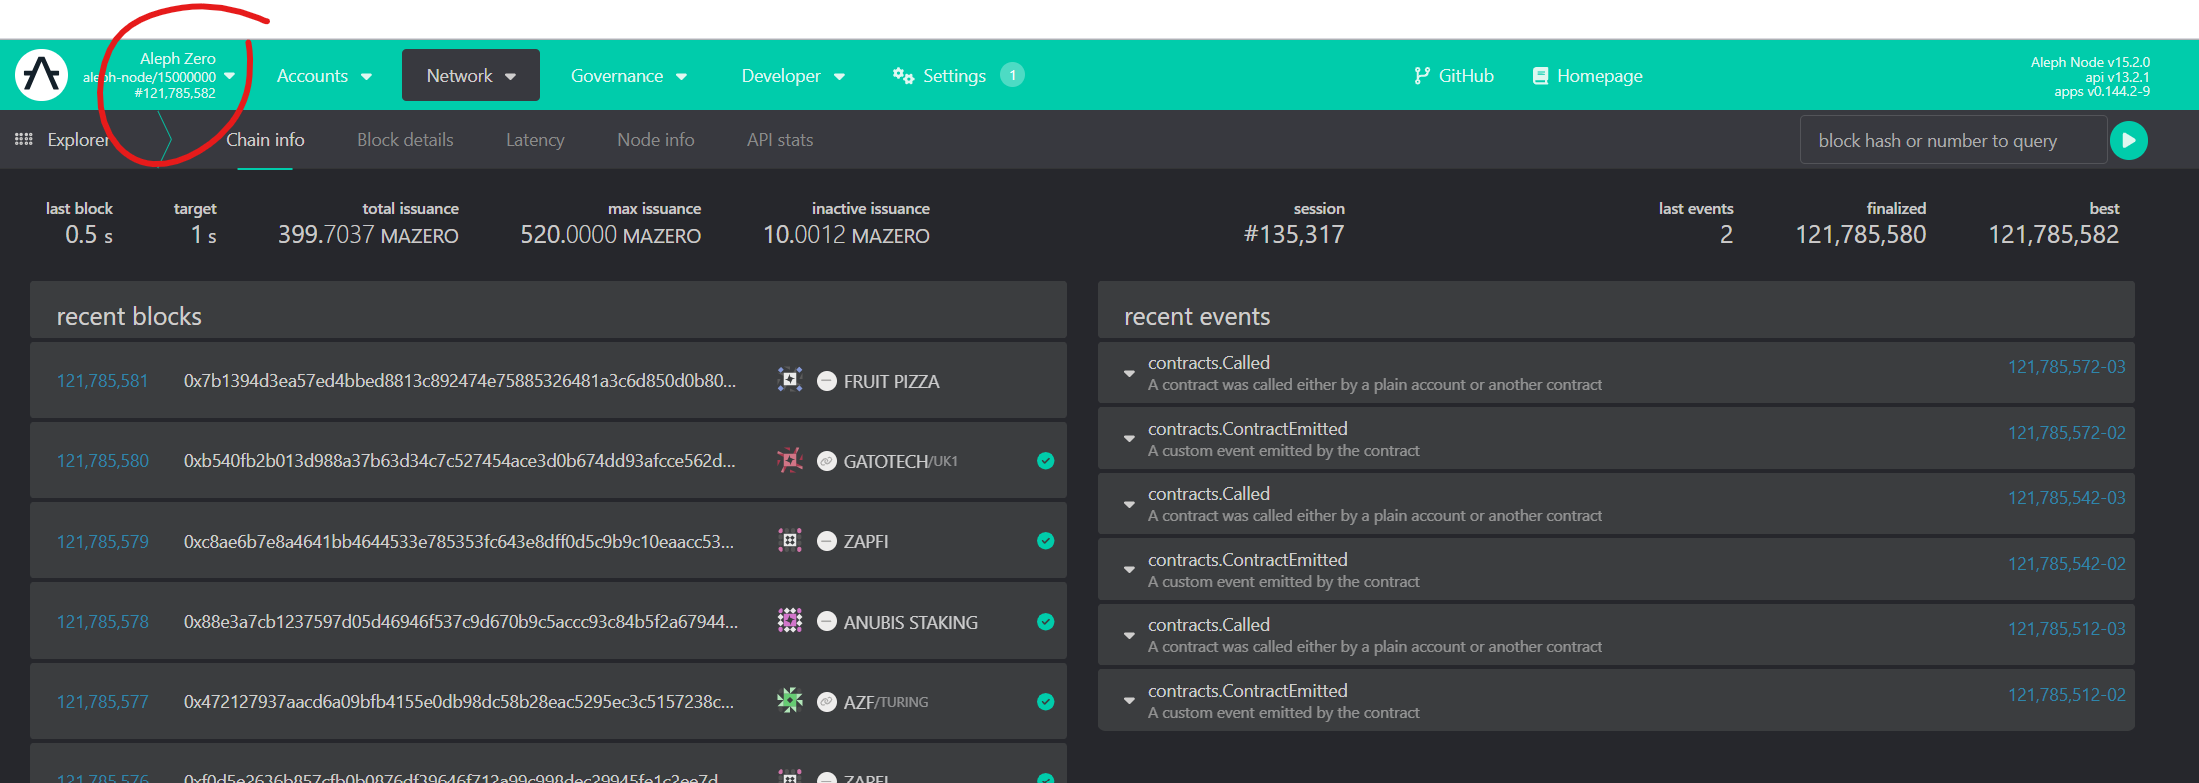 Aleph Zero
aleph-node/15000000
#121,785,582
Accounts
Network
Governance
Developer
Settings 1
GitHub
Homepage
Aleph Node v15.2.0
api v13.2.1
apps v0.144.2-9
Explorer
Chain info
Block details
Latency
Node info
API stats
block hash or number to query
last block
0.5 s
target
1 s
total issuance
399.7037 MAZERO
max issuance
520.0000 MAZERO
inactive issuance
10.0012 MAZERO
session
#135,317
last events
2
finalized
121,785,580
best
121,785,582
recent blocks
121,785,581 0x7b1394d3ea57ed4bbed8813c892474e75885326481a3c6d850d0b80... FRUIT PIZZA
121,785,580 0xb540fb2b013d988a37b63d34c7c527454ace3d0b674dd93afcce562d... GATOTECH/UK1
121,785,579 0xc8ae6b7e8a4641bb4644533e785353fc643e8dff0d5c9b9c10eaacc53... ZAPFI
121,785,578 0x88e3a7cb1237597d05d46946f537c9d670b9c5accc93c84b5f2a67944... ANUBIS STAKING
121,785,577 0x472127937aacd6a09bfb4155e0db98dc58b28eac5295ec3c5157238c... AZF/TURING
121,785,576 ZAPFI
recent events
contracts.Called 121,785,572-03
A contract was called either by a plain account or another contract
contracts.ContractEmitted 121,785,572-02
A custom event emitted by the contract
contracts.Called 121,785,542-03
A contract was called either by a plain account or another contract
contracts.ContractEmitted 121,785,542-02
A custom event emitted by the contract
contracts.Called 121,785,512-03
A contract was called either by a plain account or another contract
contracts.ContractEmitted 121,785,512-02
A custom event emitted by the contract